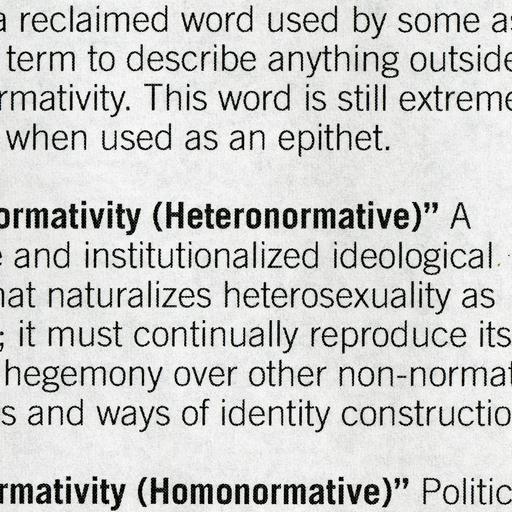 a reclaimed word used by some as
term to describe anything outside
rmativity. This word is still extreme
when used as an epithet.
ormativity (Heteronormative)” A
e and institutionalized ideological
hat naturalizes heterosexuality as
; it must continually reproduce its
hegemony over other non-normat
s and ways of identity constructio
rmativity (Homonormative)” Politic